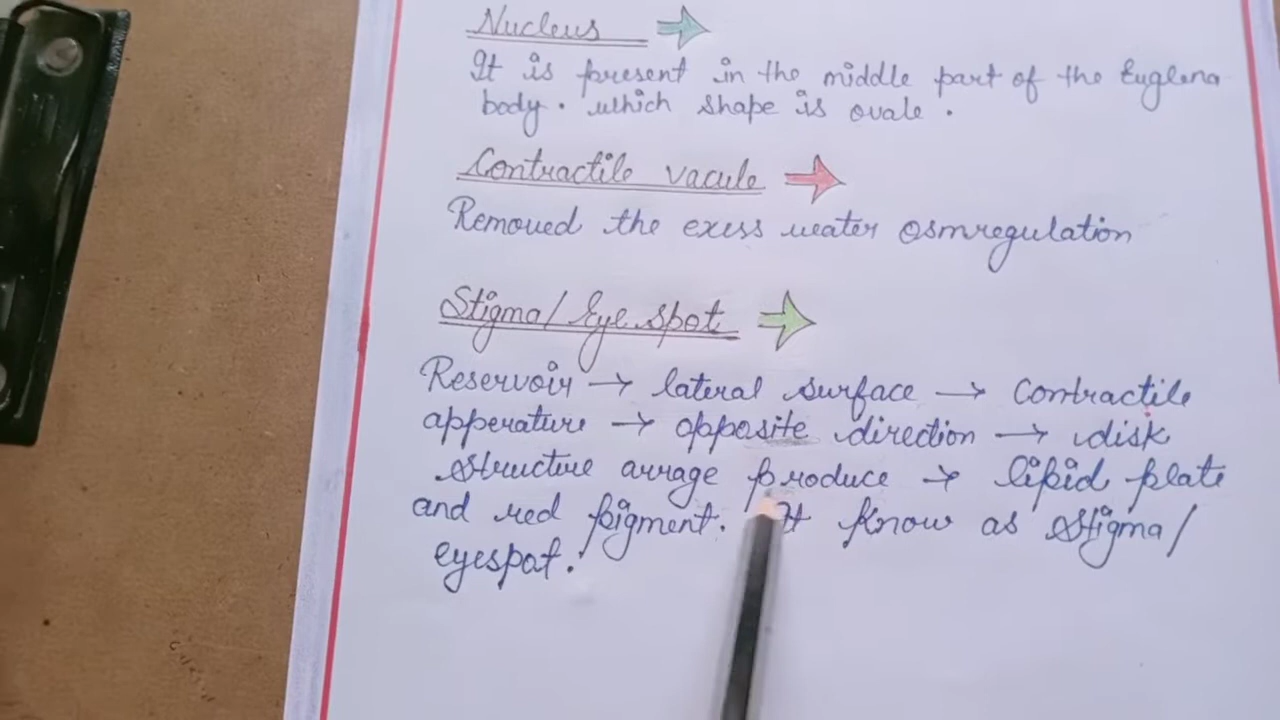 Nucleus
It is present in the middle part of the Euglena
body. which shape is ovale.
Contractile vacule
Removed the exess water osmregulation
Stigma/ Eye spot
Reservoir → lateral surface → Contractile
apperature → opposite direction → disk
structure arrage produce → lipid plate
and red pigment. It know as Stigma/
eyespot.